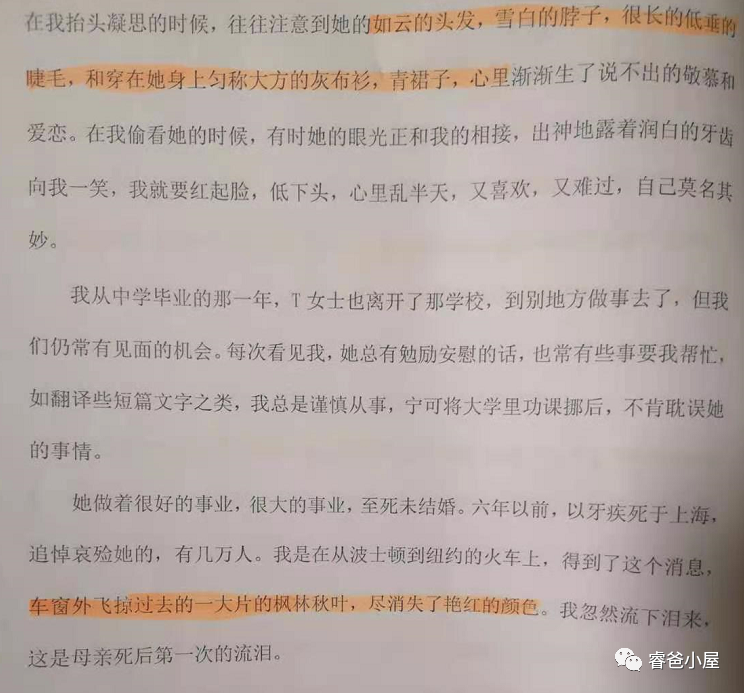 在我抬头凝思的时候，往往注意到她的如云的头发，雪白的脖子，很长的低垂的
睫毛，和穿在她身上匀称大方的灰布衫，青裙子，心里渐渐生了说不出的敬慕和
爱恋。在我偷看她的时候，有时她的眼光正和我的相接，出神地露着润白的牙齿
向我一笑，我就要红起脸，低下头，心里乱半天，又喜欢，又难过，自己莫名其
妙。
我从中学毕业的那一年，T女士也离开了那学校，到别地方做事去了，但我
们仍常有见面的机会。每次看见我，她总有勉励安慰的话，也常有些事要我帮忙，
如翻译些短篇文字之类，我总是谨慎从事，宁可将大学里功课挪后，不肯耽误她
的事情。
她做着很好的事业，很大的事业，至死未结婚。六年以前，以牙疾死于上海，
追悼哀殓她的，有几万人。我是在从波士顿到纽约的火车上，得到了这个消息，
车窗外飞掠过去的一大片的枫林秋叶，尽消失了艳红的颜色。我忽然流下泪来，
这是母亲死后第一次的流泪。
睿爸小屋